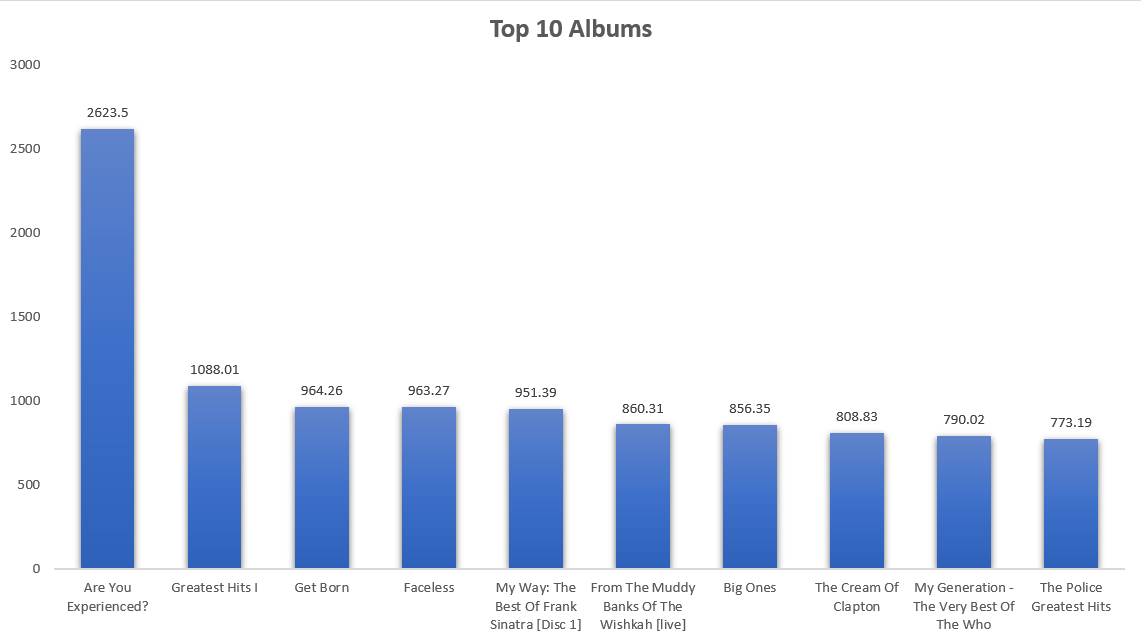 Top 10 Albums
3000
2500
2000
1500
1000
500
0
2623.5
1088.01
964.26
963.27
951.39
860.31
856.35
808.83
790.02
773.19
Are You
Experienced?
Greatest Hits I
Get Born
Faceless
My Way: The
Best Of Frank
Sinatra [Disc 1]
From The Muddy
Banks Of The
Wishkah [live]
Big Ones
The Cream Of
Clapton
My Generation -
The Very Best Of
The Who
The Police
Greatest Hits